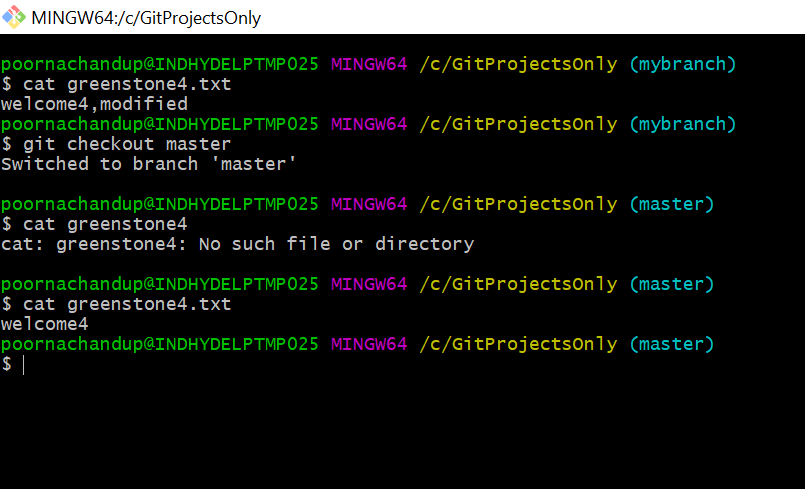 MINGW64:/c/GitProjectsOnly
poornachandup@INDHYDELPTMP025 MINGW64 /c/GitProjectsOnly (mybranch)
$ cat greenstone4.txt
welcome4,modified
poornachandup@INDHYDELPTMP025 MINGW64 /c/GitProjectsOnly (mybranch)
$ git checkout master
Switched to branch 'master'
poornachandup@INDHYDELPTMP025 MINGW64 /c/GitProjectsOnly (master)
$ cat greenstone4
cat: greenstone4: No such file or directory
poornachandup@INDHYDELPTMP025 MINGW64 /c/GitProjectsOnly (master)
$ cat greenstone4.txt
welcome4
poornachandup@INDHYDELPTMP025 MINGW64 /c/GitProjectsOnly (master)
$